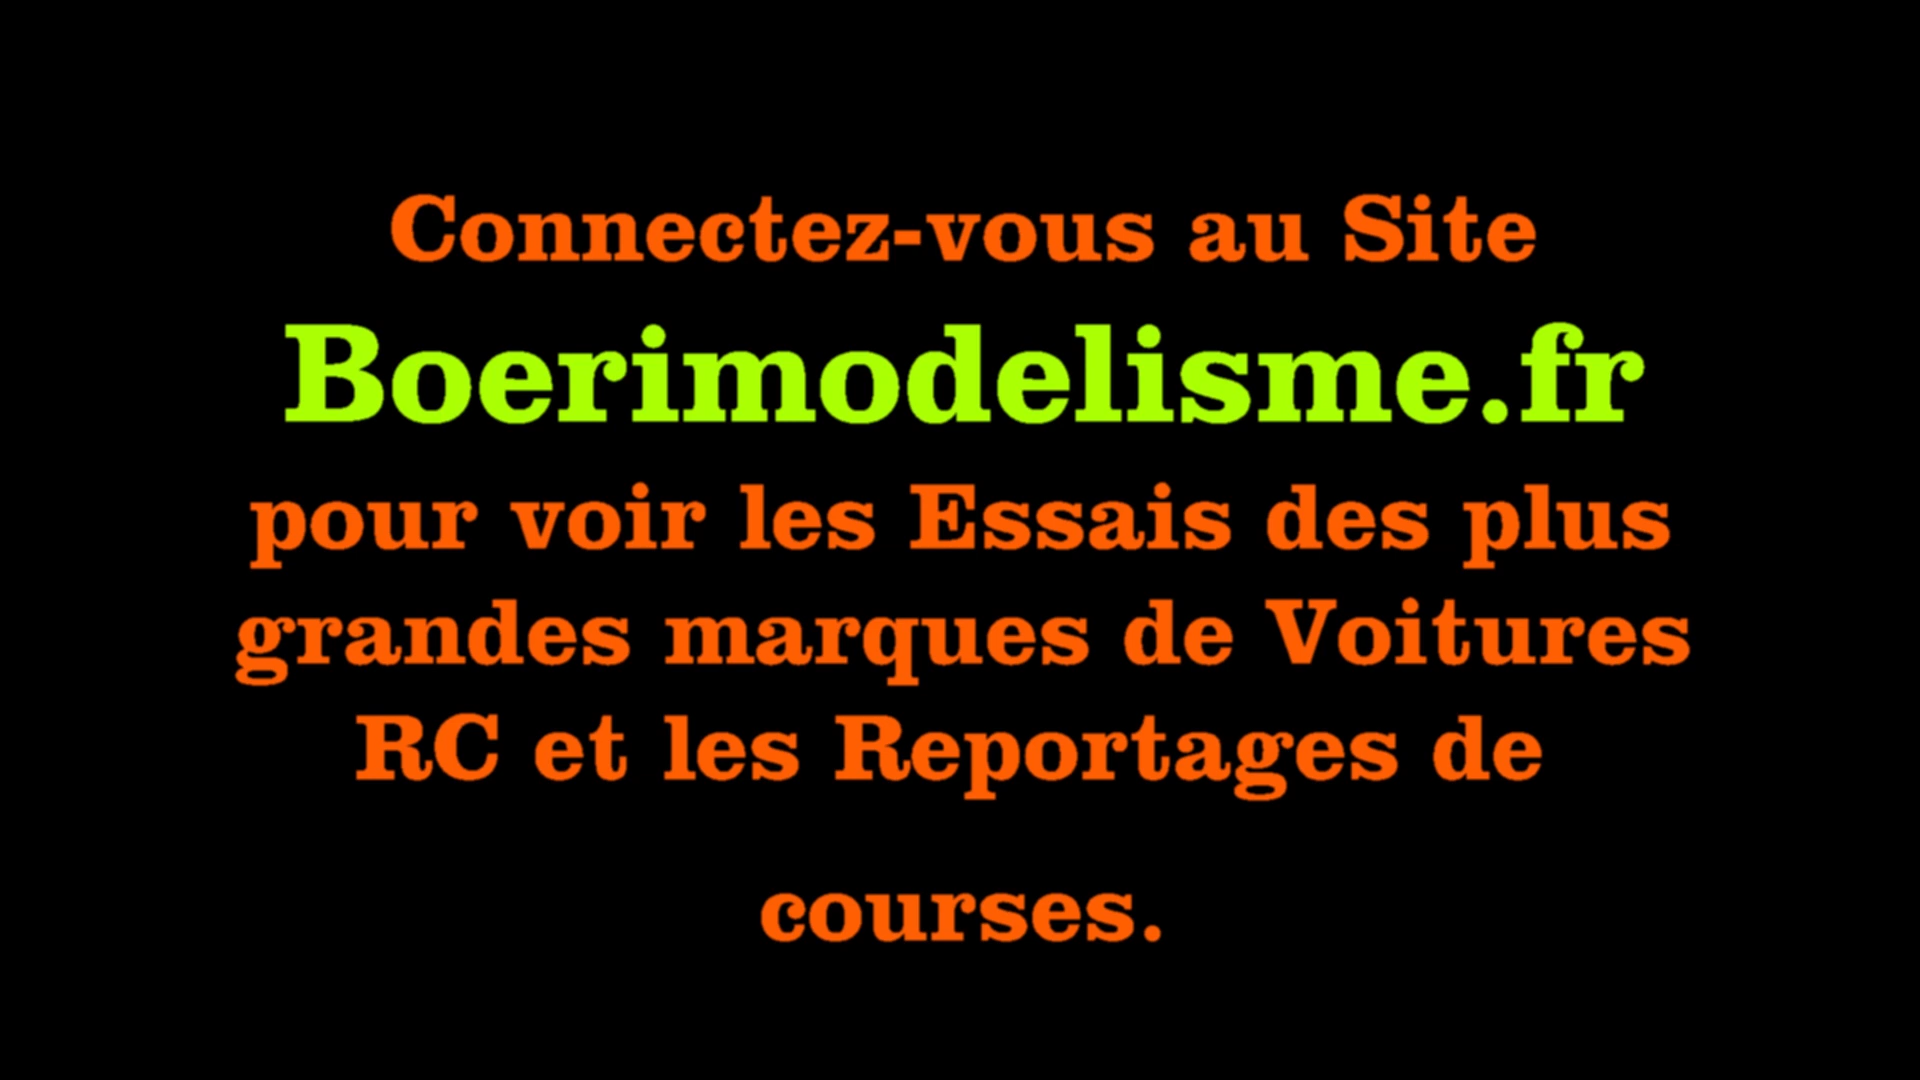 Connectez-vous au Site
Boerimodelisme.fr
pour voir les Essais des plus
grandes marques de Voitures
RC et les Reportages de
courses.